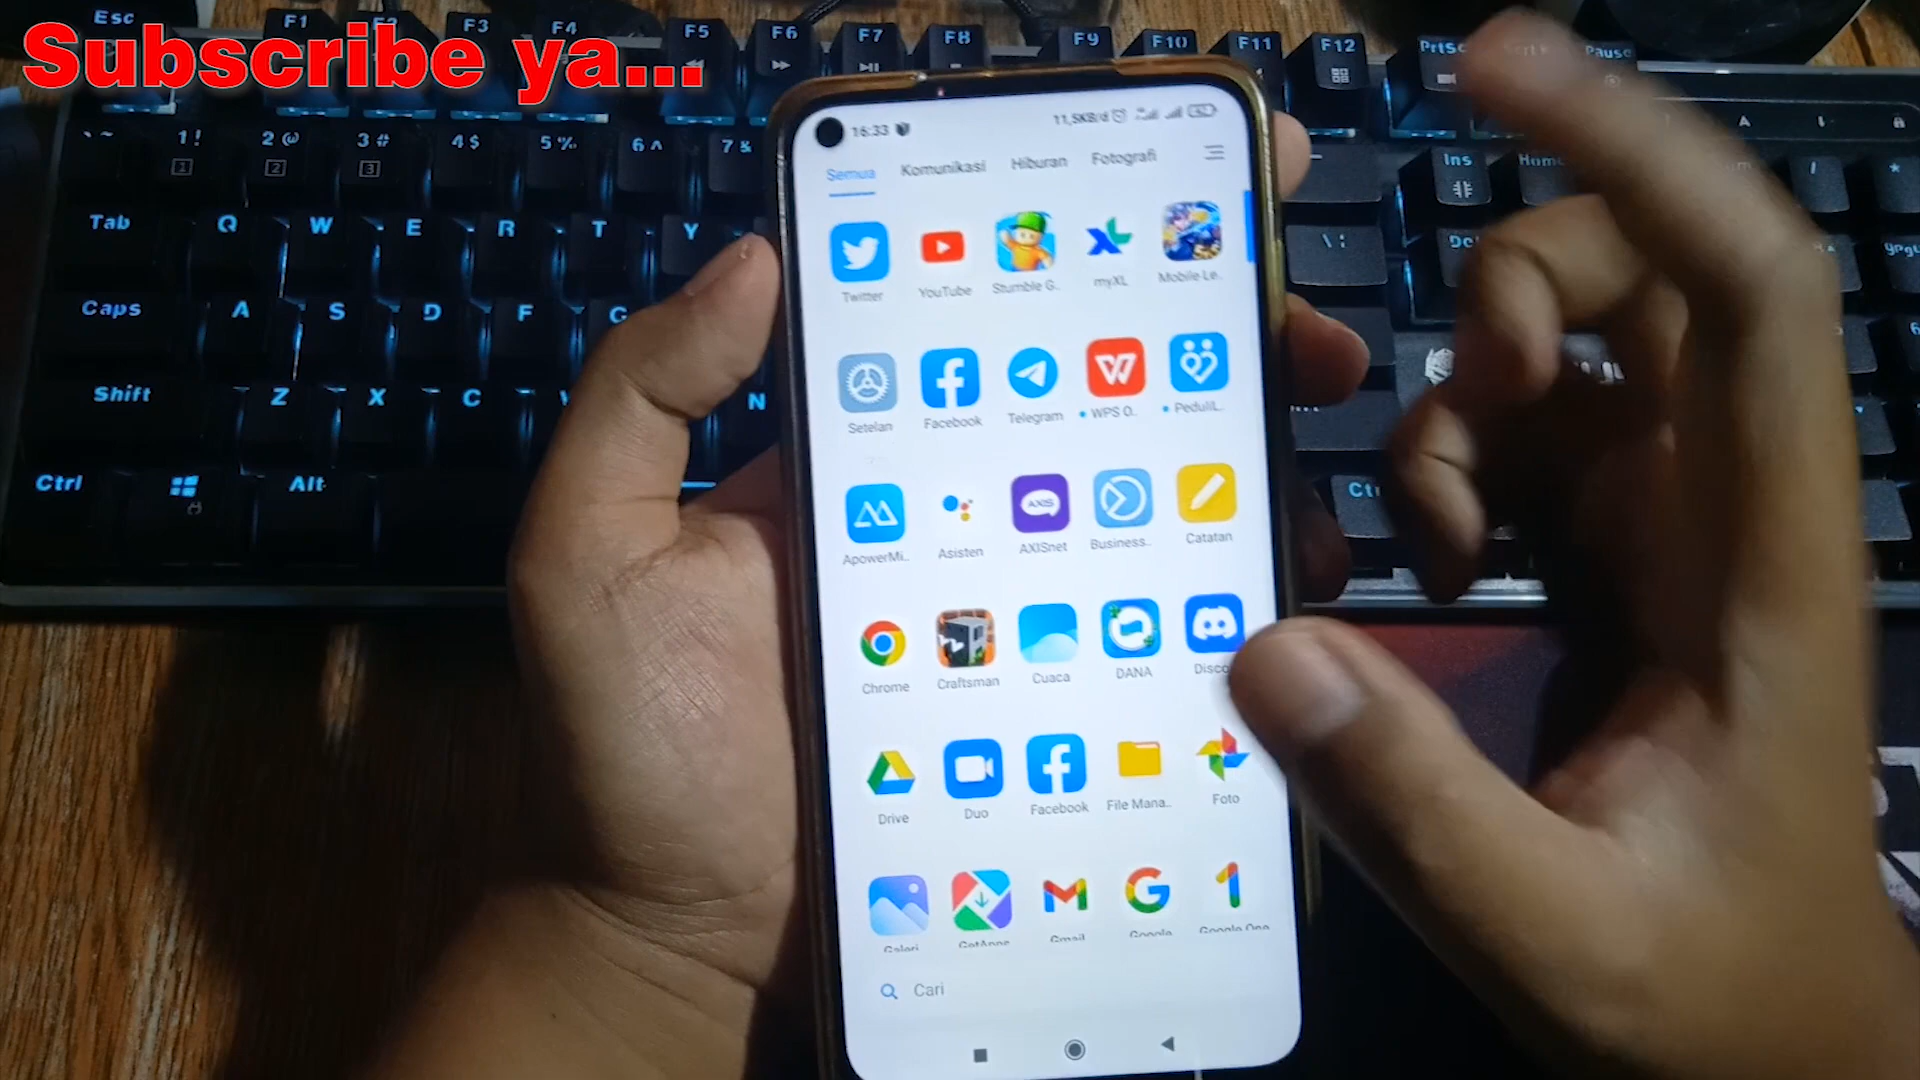 Subscribe ya...
Esc F1 F3 F4 F5 F6 F7 F8 F9 F10 F11 F12 PrtSc Pause
1! 2@ 3# 4$ 5% 6^ 7&
Tab Q W E R T Y
Ins Home
Caps A S D F G
Shift Z X C N
Ctrl Alt
16:33 11,5KB/d
Semua Komunikasi Hiburan Fotografi
Twitter YouTube Stumble G.. myXL Mobile Le..
Setelan Facebook Telegram WPS O.. PeduliL..
ApowerMi.. AXIS Asisten AXISnet Business.. Catatan
Chrome Craftsman Cuaca DANA Disco
Drive Duo Facebook File Mana.. Foto
Galeri GetApps Gmail Google Google One
Cari